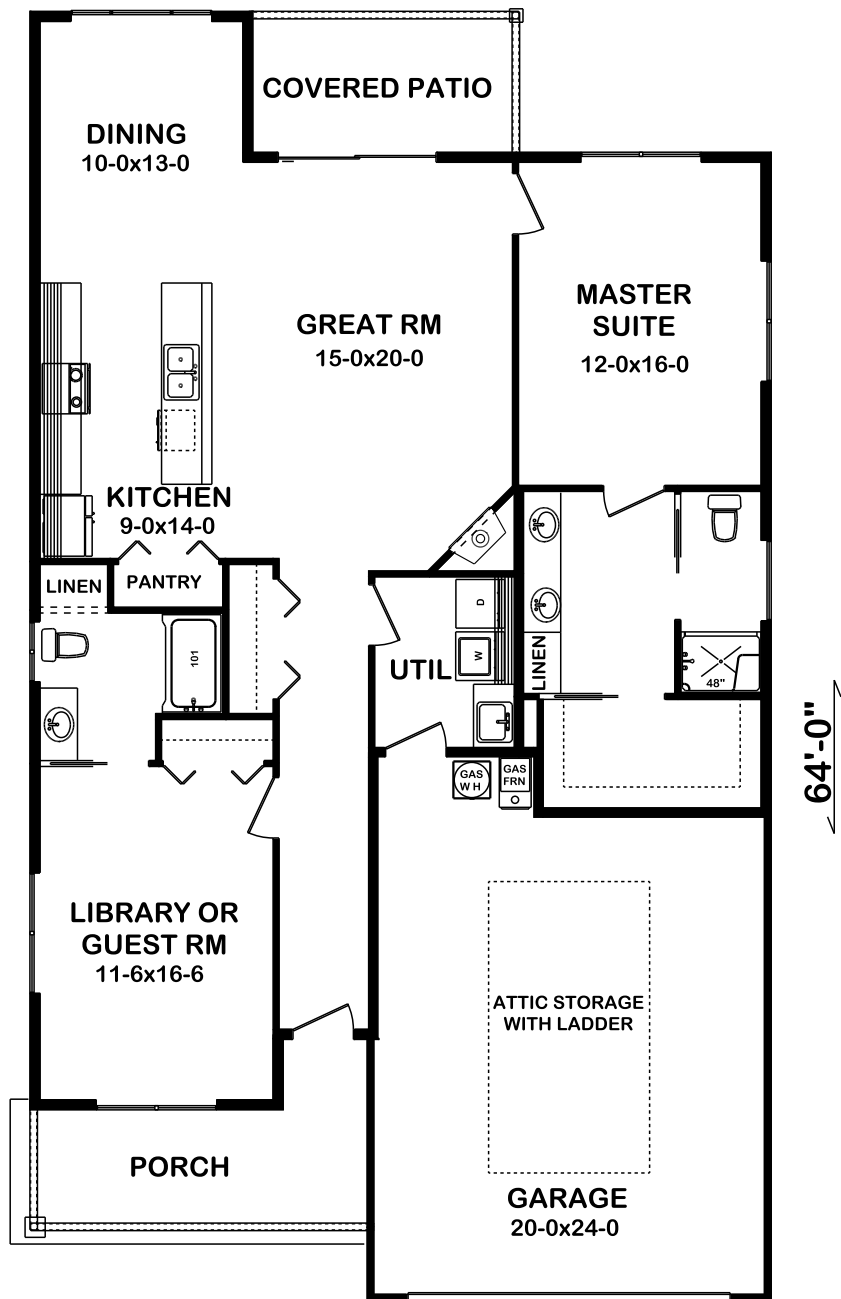 COVERED PATIO
DINING
10-0x13-0
GREAT RM
15-0x20-0
MASTER
SUITE
12-0x16-0
KITCHEN
9-0x14-0
LINEN
PANTRY
101
UTIL
D
W
LINEN
48"
GAS
W H
GAS
FRN
64'-0"
LIBRARY OR
GUEST RM
11-6x16-6
ATTIC STORAGE
WITH LADDER
PORCH
GARAGE
20-0x24-0